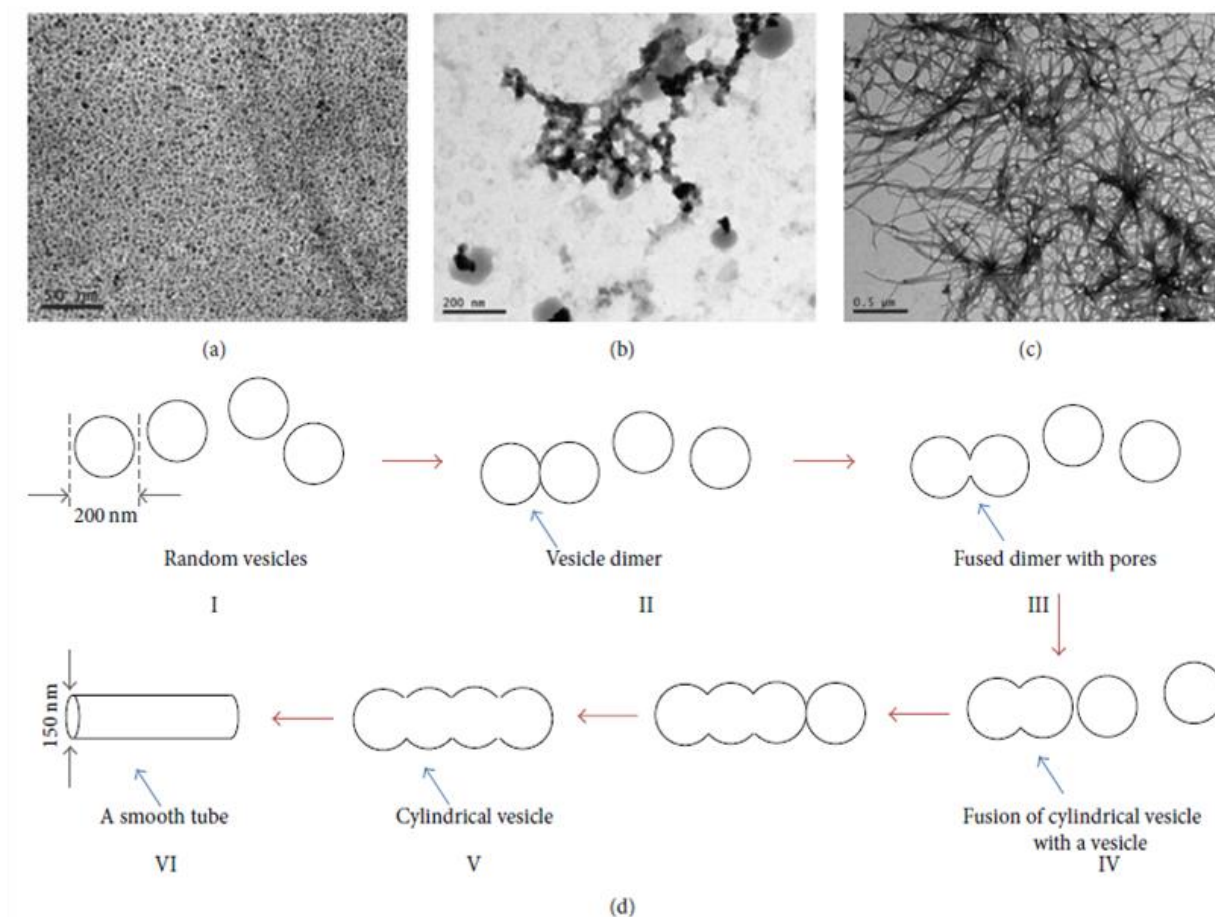 200 nm
0.5 µm
(a)
(b)
(c)
200 nm
Random vesicles
Vesicle dimer
Fused dimer with pores
I
II
III
150 nm
A smooth tube
Cylindrical vesicle
Fusion of cylindrical vesicle
with a vesicle
VI
V
IV
(d)